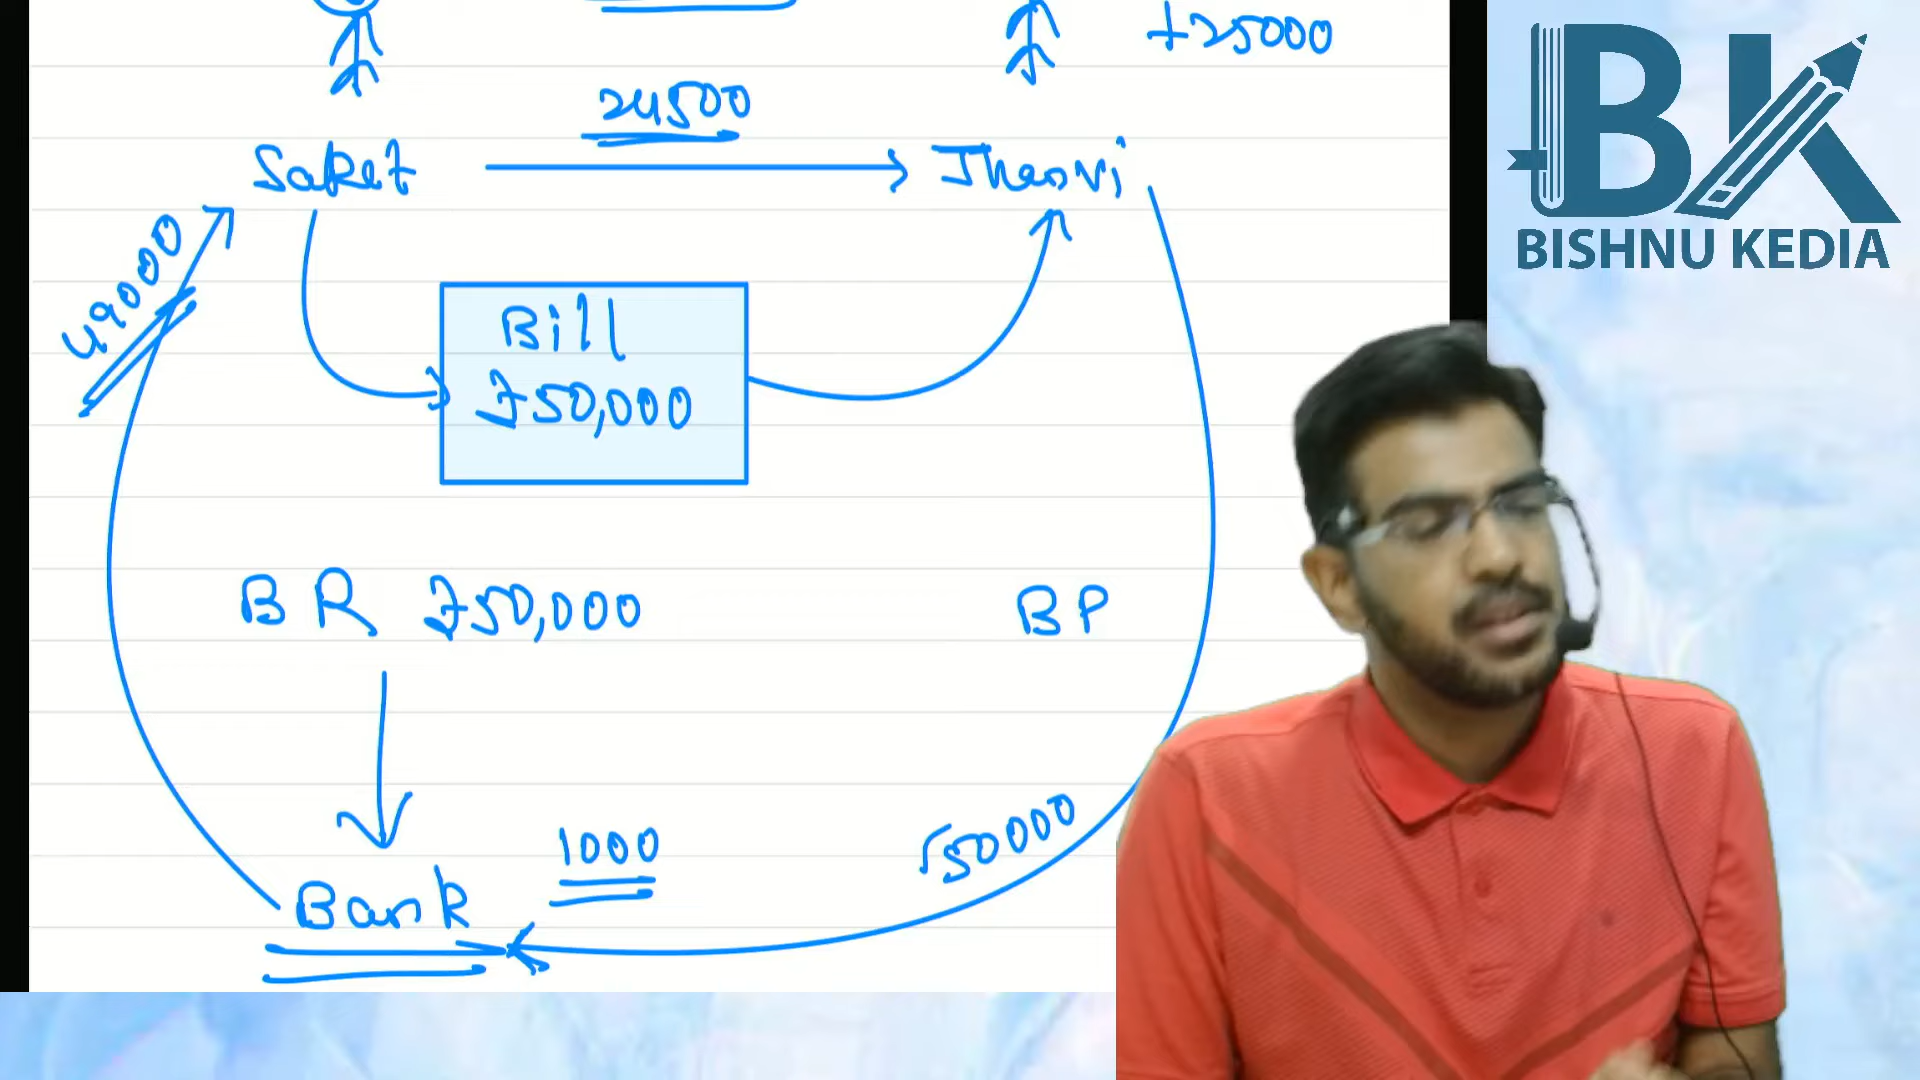 ₹25000
24500
Saket
Jhanvi
49000
Bill
₹50,000
BR ₹50,000
BP
1000
50000
Bank
BK
BISHNU KEDIA